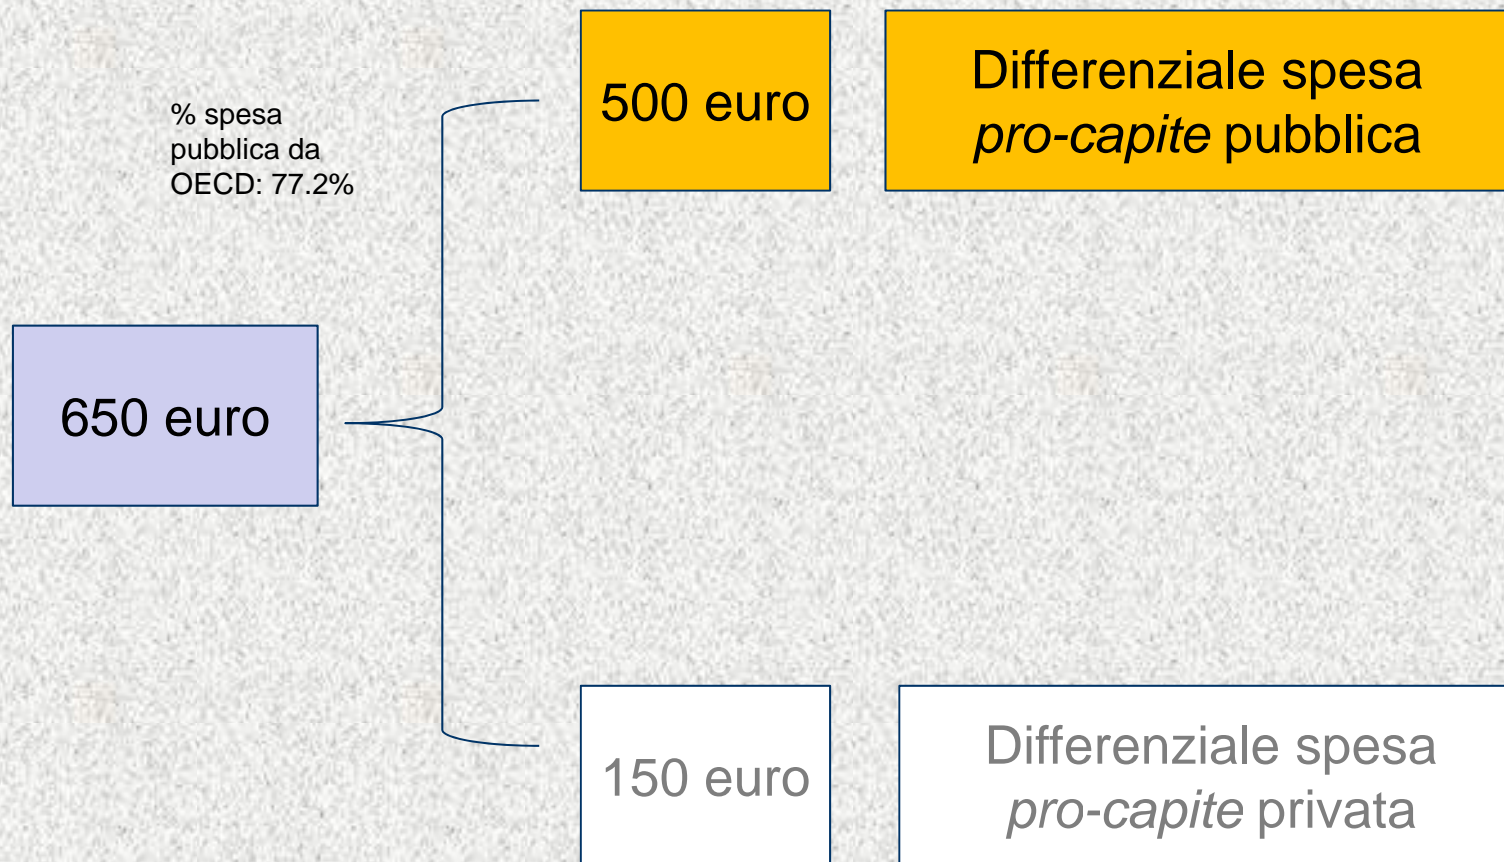 500 euro
Differenziale spesa
pro-capite pubblica
% spesa
pubblica da
OECD: 77.2%
650 euro
150 euro
Differenziale spesa
pro-capite privata